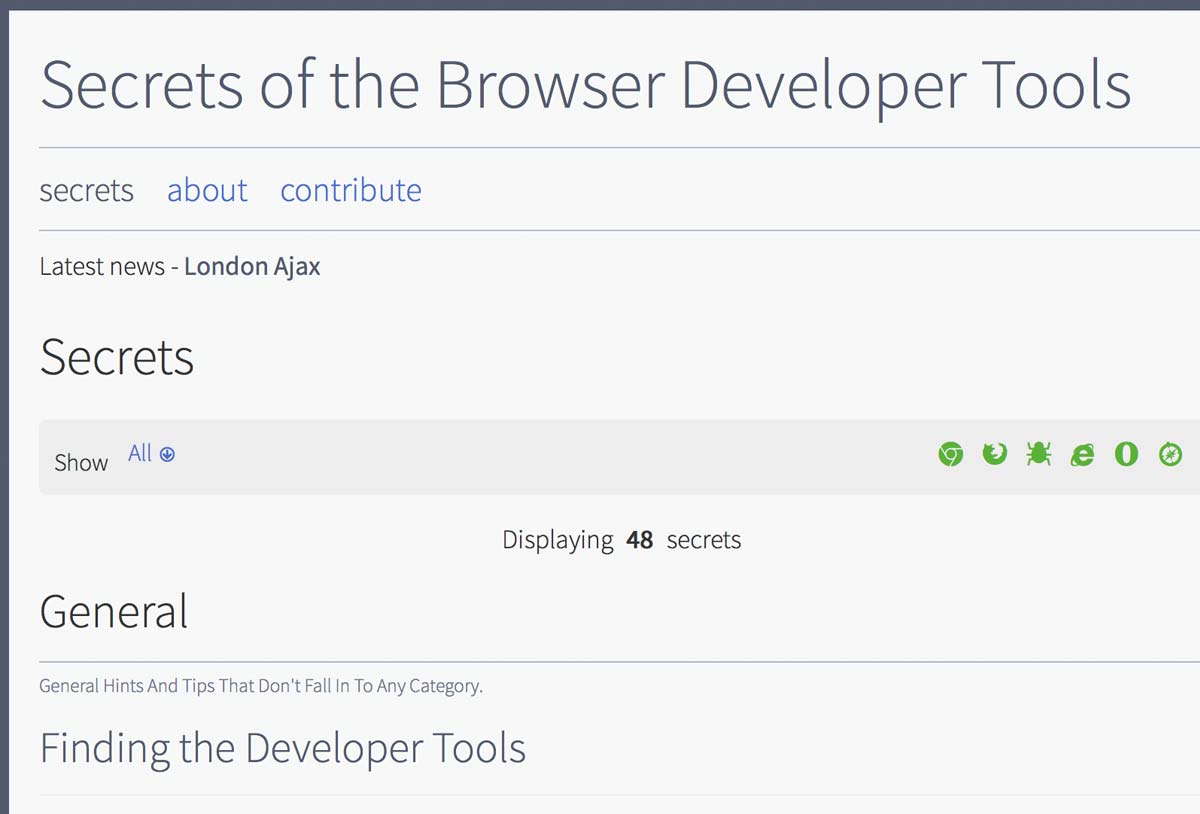 Secrets of the Browser Developer Tools
secrets about contribute
Latest news - London Ajax
Secrets
Show All
Displaying 48 secrets
General
General Hints And Tips That Don't Fall In To Any Category.
Finding the Developer Tools